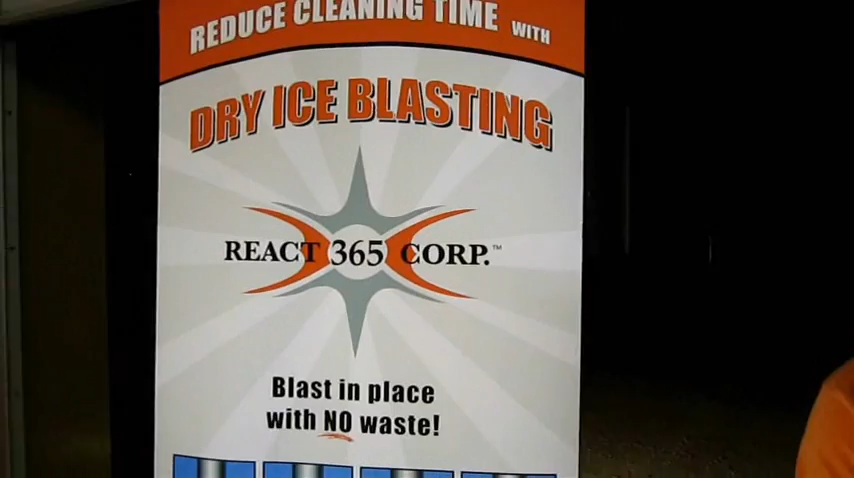 REDUCE CLEANING TIME WITH
DRY ICE BLASTING
REACT 365 CORP.™
Blast in place
with NO waste!